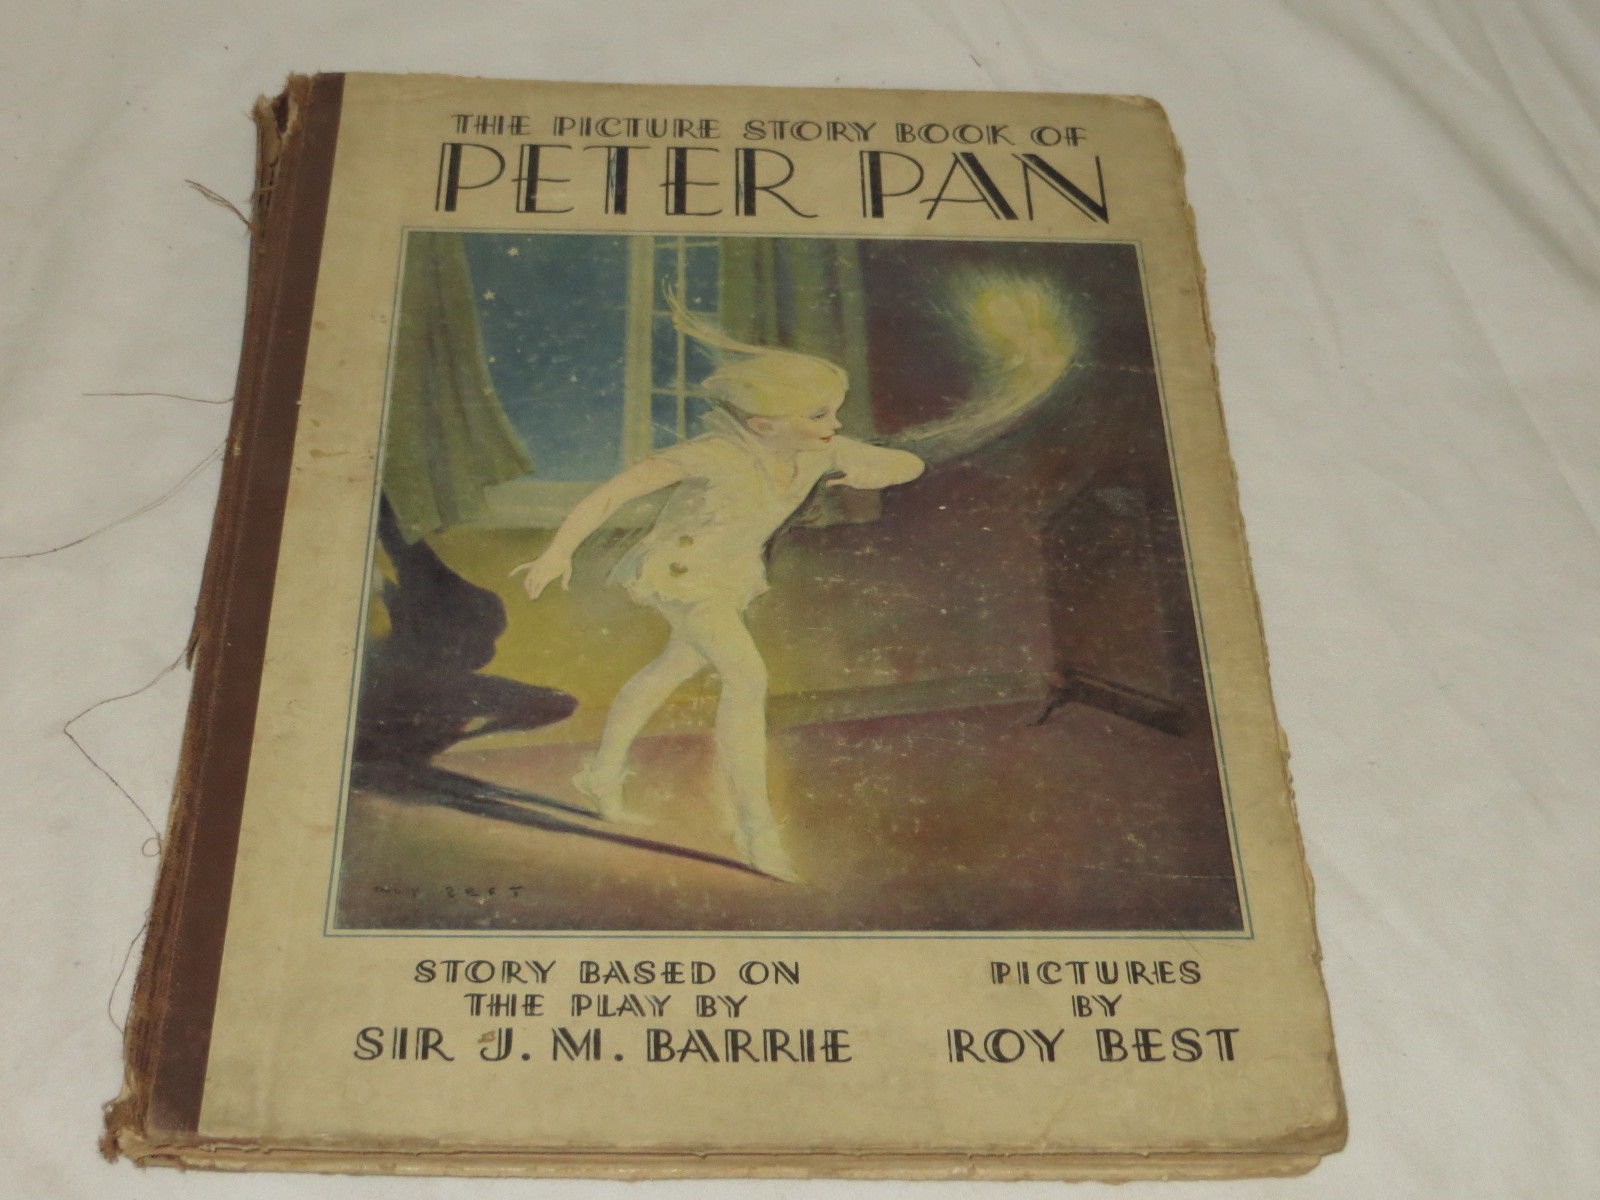 THE PICTURE STORY BOOK OF
PETER PAN
ROY BEST
STORY BASED ON
THE PLAY BY
SIR J. M. BARRIE
PICTURES
BY
ROY BEST